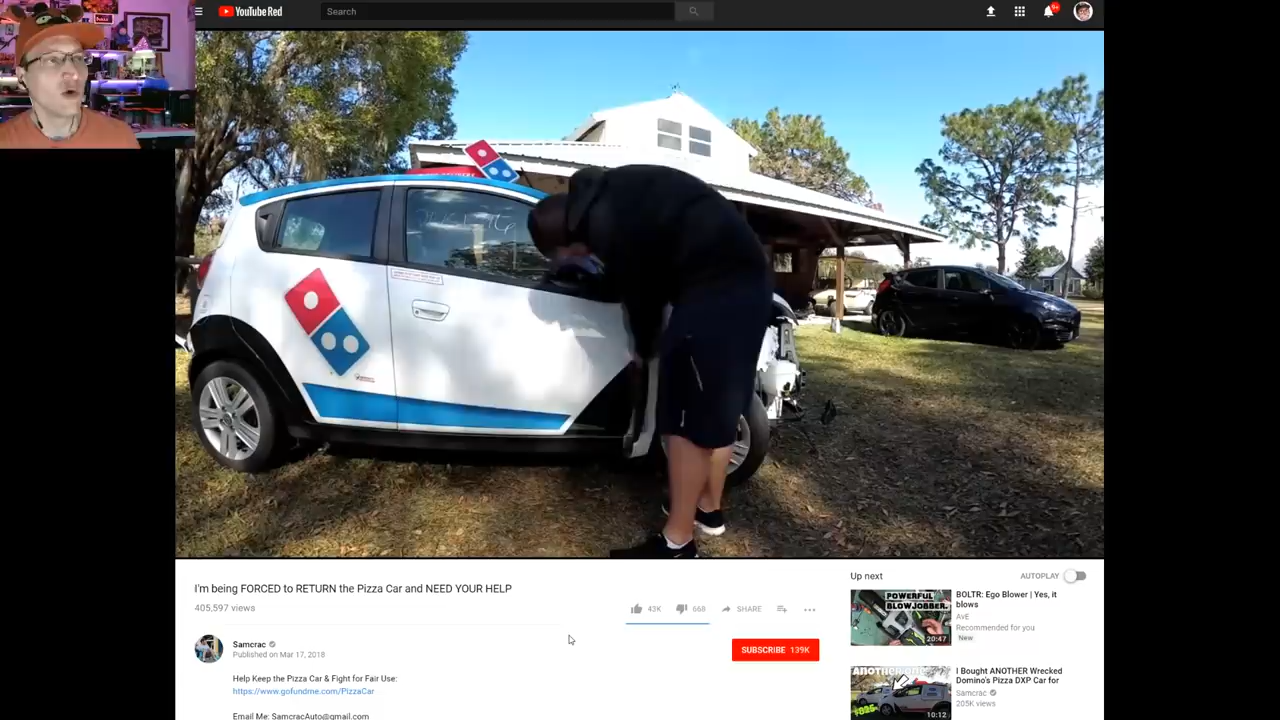 YouTube Red
Search
9+
I'm being FORCED to RETURN the Pizza Car and NEED YOUR HELP
405,597 views
43K
668
SHARE
Samcrac
Published on Mar 17, 2018
SUBSCRIBE 139K
Help Keep the Pizza Car & Fight for Fair Use:
https://www.gofundme.com/PizzaCar
Email Me: SamcracAuto@gmail.com
Up next
AUTOPLAY
POWERFUL
BLOWJOBBER.
20:47
BOLTR: Ego Blower | Yes, it
blows
AvE
Recommended for you
New
ANOTHER ONE
$825
10:12
I Bought ANOTHER Wrecked
Domino's Pizza DXP Car for
Samcrac
205K views